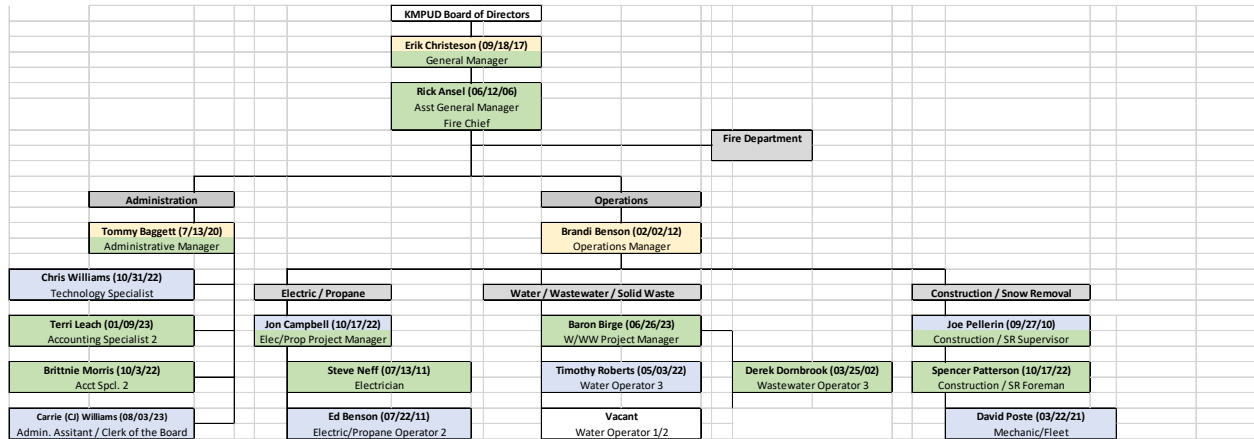 KMPUD Board of Directors
Erik Christeson (09/18/17)
General Manager
Rick Ansel (06/12/06)
Asst General Manager
Fire Chief
Fire Department
Administration
Operations
Tommy Baggett (7/13/20)
Administrative Manager
Brandi Benson (02/02/12)
Operations Manager
Chris Williams (10/31/22)
Technology Specialist
Electric / Propane
Water / Wastewater / Solid Waste
Construction / Snow Removal
Terri Leach (01/09/23)
Accounting Specialist 2
Jon Campbell (10/17/22)
Elec/Prop Project Manager
Baron Birge (06/26/23)
W/WW Project Manager
Joe Pellerin (09/27/10)
Construction / SR Supervisor
Brittnie Morris (10/3/22)
Acct Spcl. 2
Steve Neff (07/13/11)
Electrician
Timothy Roberts (05/03/22)
Water Operator 3
Derek Dornbrook (03/25/02)
Wastewater Operator 3
Spencer Patterson (10/17/22)
Construction / SR Foreman
Carrie (CJ) Williams (08/03/23)
Admin. Assitant / Clerk of the Board
Ed Benson (07/22/11)
Electric/Propane Operator 2
Vacant
Water Operator 1/2
David Poste (03/22/21)
Mechanic/Fleet